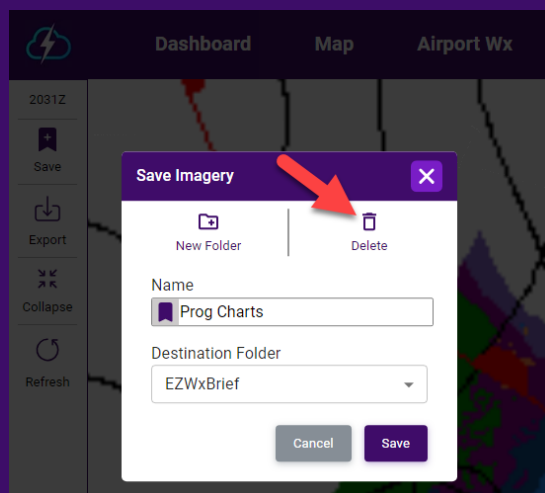 Dashboard
Map
Airport Wx
2031Z
Save
Export
Collapse
Refresh
Save Imagery
New Folder
Delete
Name
Prog Charts
Destination Folder
EZWxBrief
Cancel
Save